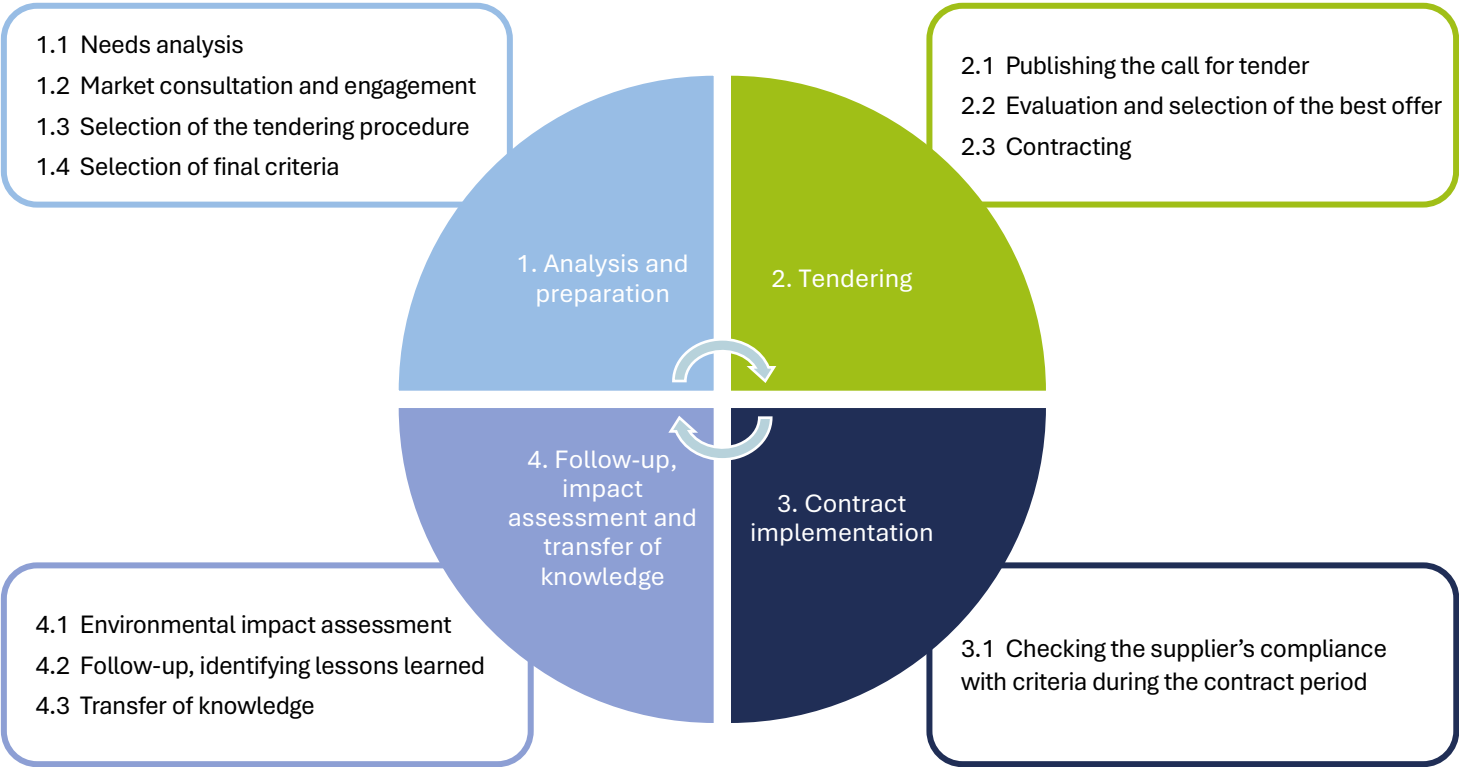 1.1 Needs analysis
1.2 Market consultation and engagement
1.3 Selection of the tendering procedure
1.4 Selection of final criteria
2.1 Publishing the call for tender
2.2 Evaluation and selection of the best offer
2.3 Contracting
1. Analysis and
preparation
2. Tendering
4. Follow-up,
impact
assessment and
transfer of
knowledge
3. Contract
implementation
4.1 Environmental impact assessment
4.2 Follow-up, identifying lessons learned
4.3 Transfer of knowledge
3.1 Checking the supplier’s compliance
with criteria during the contract period